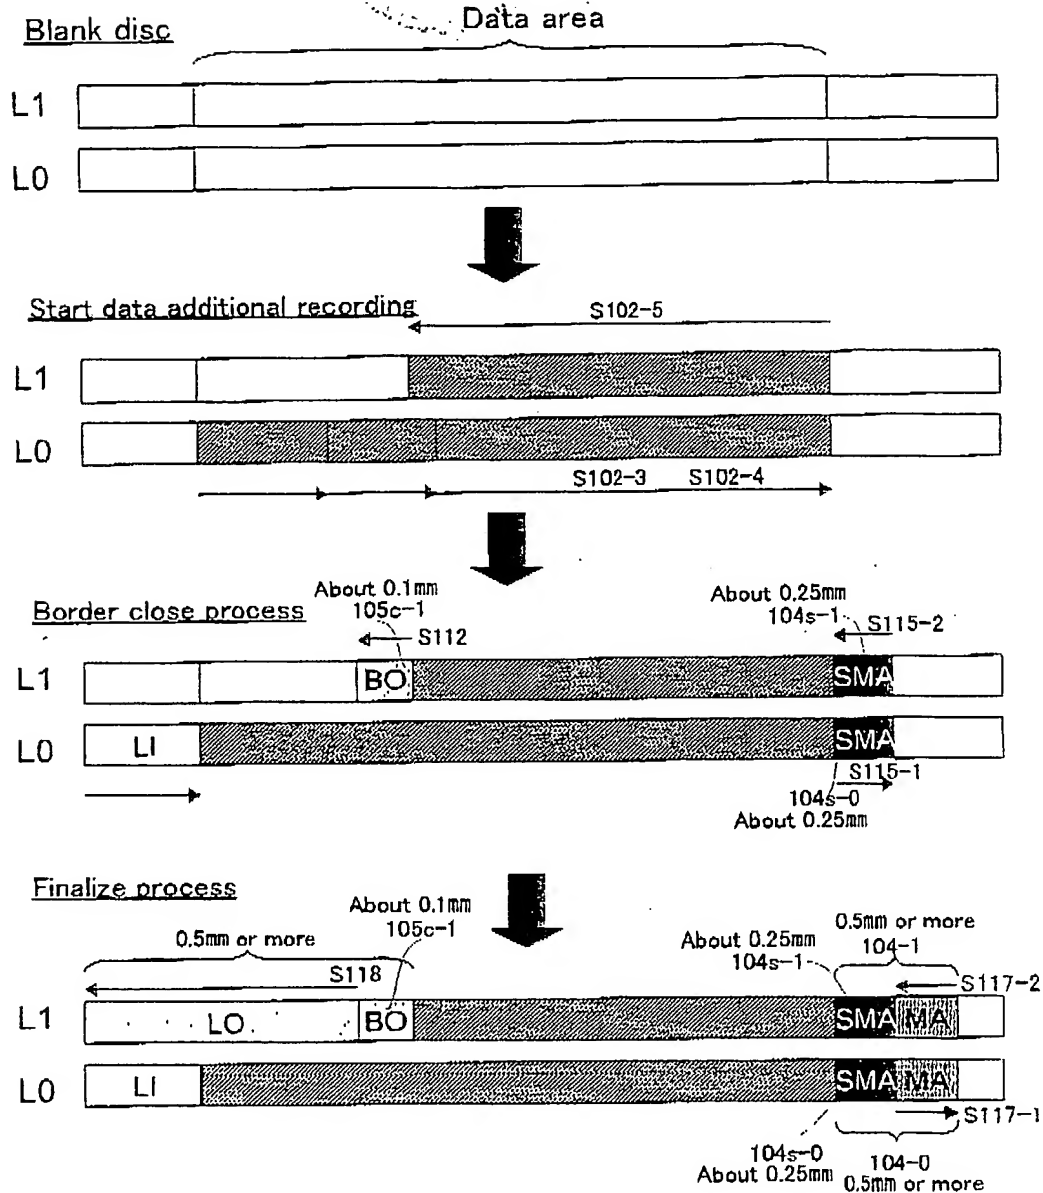 Blank disc
Data area
L1
L0
Start data additional recording
S102-5
L1
L0
S102-3 S102-4
Border close process
About 0.1mm
105c-1
S112
About 0.25mm
104s-1
S115-2
L1
BO
SMA
L0
LI
SMA
S115-1
104s-0
About 0.25mm
Finalize process
About 0.1mm
105c-1
0.5mm or more
S118
About 0.25mm
104s-1
0.5mm or more
104-1
S117-2
L1
LO
BO
SMA
MA
L0
LI
SMA
MA
S117-1
104s-0
About 0.25mm
104-0
0.5mm or more